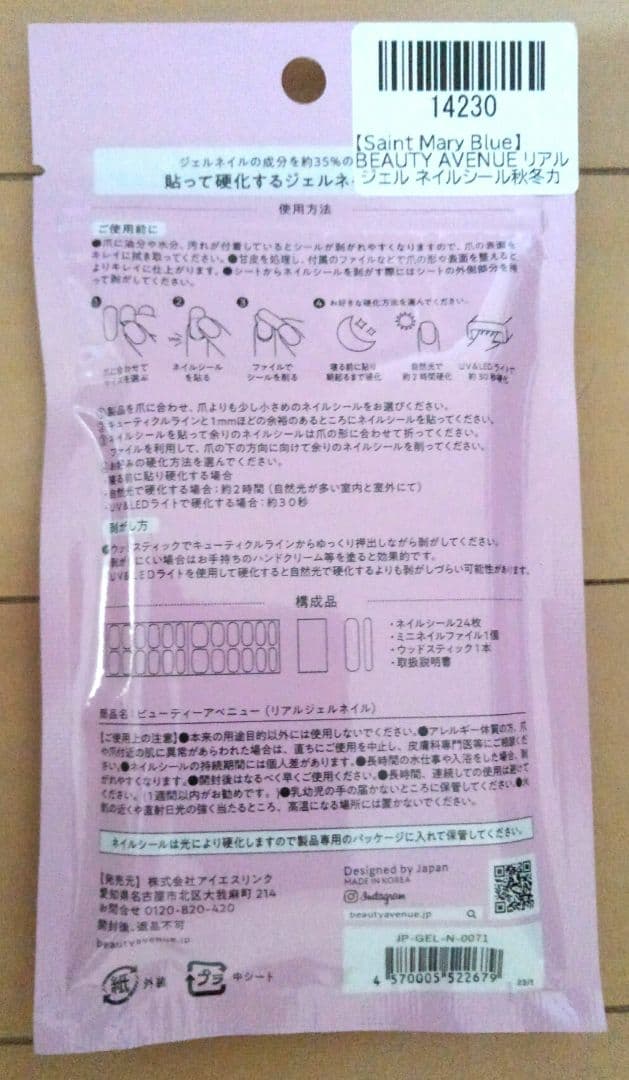 14230
【Saint Mary Blue】
BEAUTY AVENUE リアル
ジェル ネイルシール秋冬カ
ジェルネイルの成分を約35%の
貼って硬化するジェルネ
使用方法
ご使用前に
●爪に油分や水分、汚れが付着しているとシールが剥がれやすくなりますので、爪の表面を
キレイに拭き取ってください。●甘皮を処理し、付属のファイルなどで爪の形や表面を整えると
よりキレイに仕上がります。●シートからネイルシールを剥がす際にはシートの外側部分を持
って剥がしてください。
❶ ❷ ❸ ❹ お好きな硬化方法を選んでください。
爪に合わせて
サイズを選ぶ
ネイルシール
を貼る
ファイルで
シールを削る
寝る前に貼り
朝起きるまで硬化
自然光で
約2時間硬化
UV&LEDライトで
約30秒硬化
製品を爪に合わせ、爪よりも少し小さめのネイルシールをお選びください。
キューティクルラインと1mmほどの余裕のあるところにネイルシールを貼ってください。
ネイルシールを貼って余りのネイルシールは爪の形に合わせて折ってください。
ファイルを利用して、爪の下の方向に向けて余りのネイルシールを削ってください。
お好みの硬化方法を選んでください。
寝る前に貼り硬化する場合
・自然光で硬化する場合：約2時間（自然光が多い室内と室外にて）
・UV&LEDライトで硬化する場合：約30秒
剥がし方
●ウッドスティックでキューティクルラインからゆっくり押出しながら剥がしてください。
剥がしにくい場合はお手持ちのハンドクリーム等を塗ると効果的です。
UV&LEDライトを使用して硬化すると自然光で硬化するよりも剥がしづらい可能性があります。
構成品
・ネイルシール24枚
・ミニネイルファイル1個
・ウッドスティック1本
・取扱説明書
商品名：ビューティーアベニュー（リアルジェルネイル）
【ご使用上の注意】●本来の用途目的以外には使用しないでください。●アレルギー体質の方、爪
や爪付近の肌に異常があらわれた場合は、直ちにご使用を中止し、皮膚科専門医等にご相談くだ
さい。●ネイルシールの持続期間には個人差があります。●長時間の水仕事や入浴をした場合、剥
がれやすくなります。●開封後はなるべく早くご使用ください。●長時間、連続しての使用は避けて
ください。（1週間以内がお勧めです。）●乳幼児の手の届かないところに保管してください。●火
気の近くや直射日光の強く当たるところ、高温になる場所には置かないでください。
ネイルシールは光により硬化しますので製品専用のパッケージに入れて保管してください。
【発売元】株式会社アイエスリンク
愛知県名古屋市北区大我麻町 214
お問合せ 0120-820-420
開封後、返品不可
beautyavenue.jp
Designed by Japan
MADE IN KOREA
Instagram
beautyavenue.jp
JP-GEL-N-0071
4 570005 522679
紙 外装
プラ 中シート